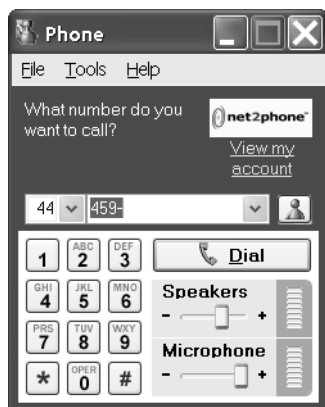 Phone
File Tools Help
What number do you
want to call?
net2phone
View my
account
44 459-
1 ABC 2 DEF 3
Dial
GHI 4 JKL 5 MNO 6
Speakers
- +
PRS 7 TUV 8 WXY 9
Microphone
* OPER 0 #
- +